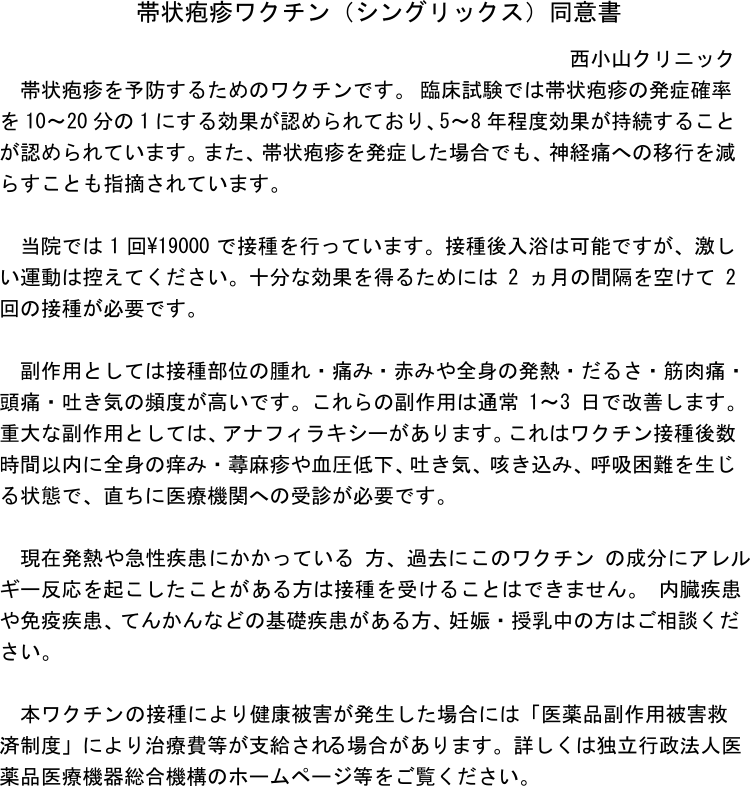 帯状疱疹ワクチン（シングリックス）同意書
西小山クリニック
帯状疱疹を予防するためのワクチンです。臨床試験では帯状疱疹の発症確率
を10～20分の1にする効果が認められており、5～8年程度効果が持続すること
が認められています。また、帯状疱疹を発症した場合でも、神経痛への移行を減
らすことも指摘されています。
当院では1回¥19000で接種を行っています。接種後入浴は可能ですが、激し
い運動は控えてください。十分な効果を得るためには 2 ヵ月の間隔を空けて 2
回の接種が必要です。
副作用としては接種部位の腫れ・痛み・赤みや全身の発熱・だるさ・筋肉痛・
頭痛・吐き気の頻度が高いです。これらの副作用は通常 1～3 日で改善します。
重大な副作用としては、アナフィラキシーがあります。これはワクチン接種後数
時間以内に全身の痒み・蕁麻疹や血圧低下、吐き気、咳き込み、呼吸困難を生じ
る状態で、直ちに医療機関への受診が必要です。
現在発熱や急性疾患にかかっている 方、過去にこのワクチン の成分にアレル
ギー反応を起こしたことがある方は接種を受けることはできません。 内臓疾患
や免疫疾患、てんかんなどの基礎疾患がある方、妊娠・授乳中の方はご相談くだ
さい。
本ワクチンの接種により健康被害が発生した場合には「医薬品副作用被害救
済制度」により治療費等が支給される場合があります。詳しくは独立行政法人医
薬品医療機器総合機構のホームページ等をご覧ください。